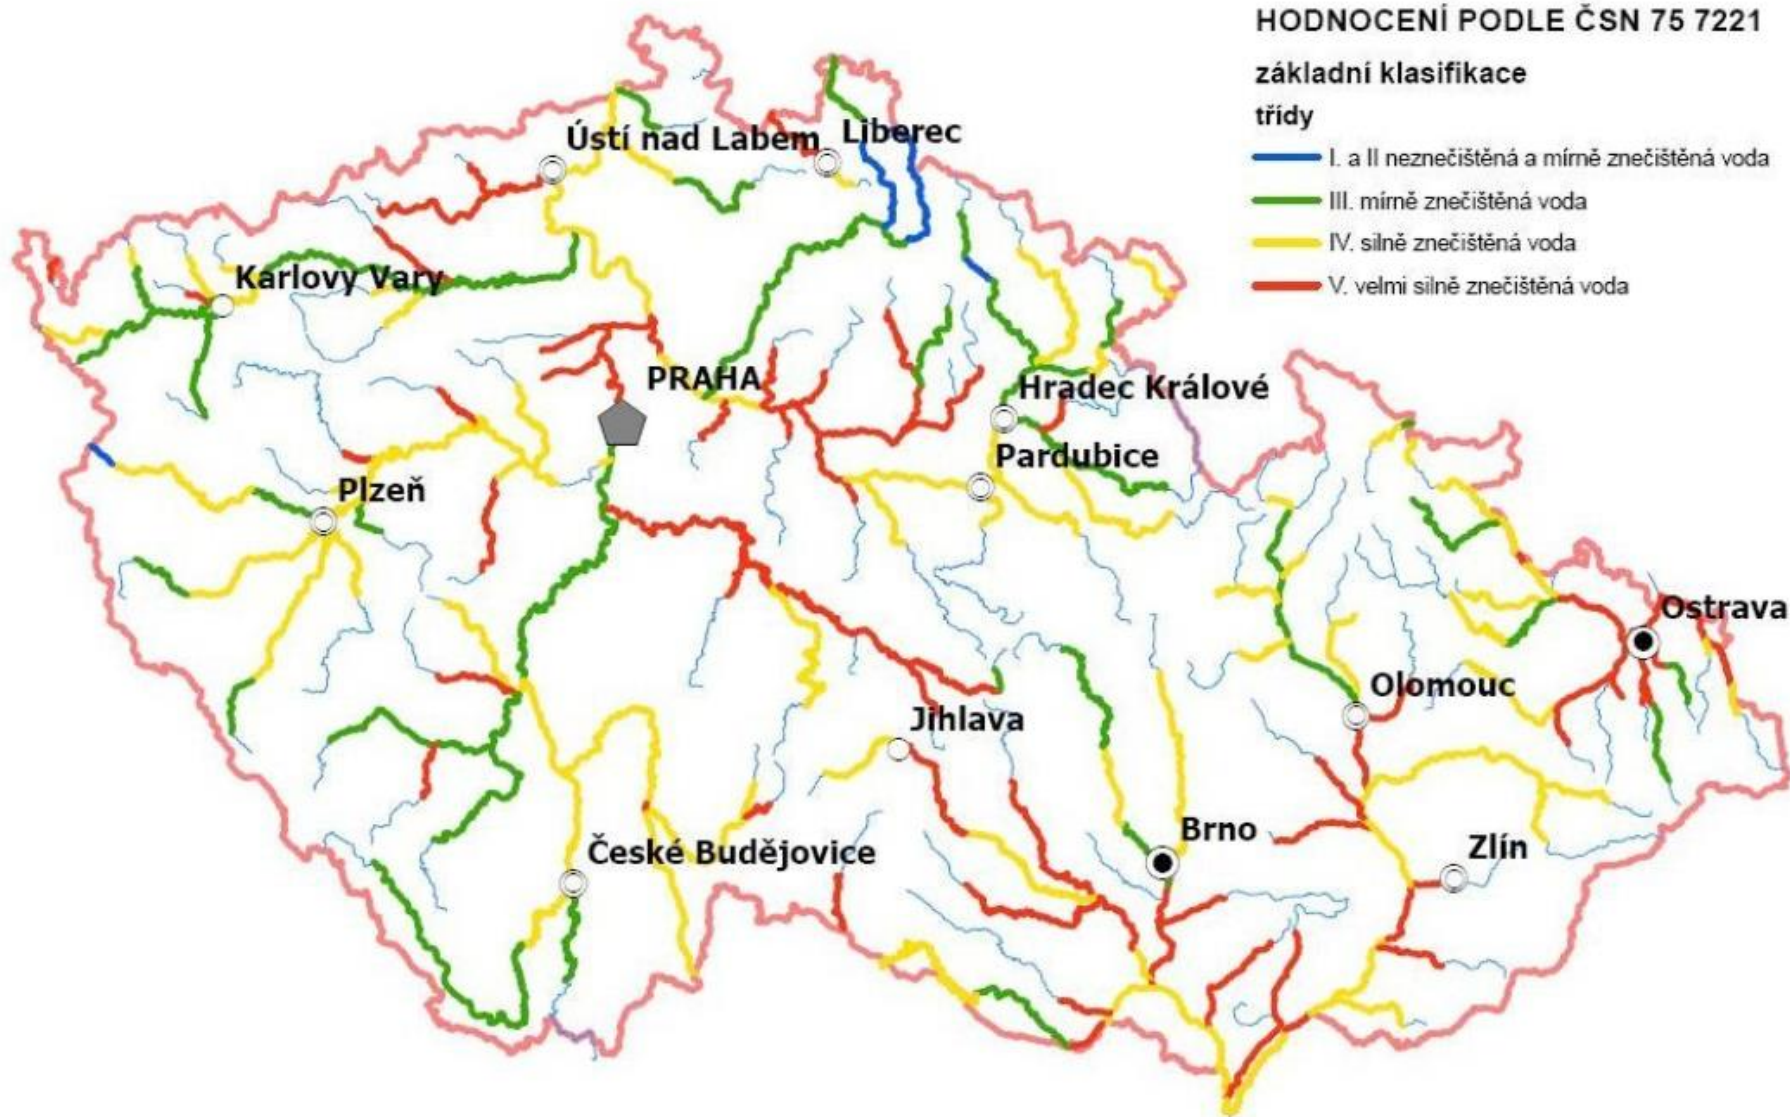 HODNOCENÍ PODLE ČSN 75 7221
základní klasifikace
třídy
I. a II neznečištěná a mírně znečištěná voda
III. mírně znečištěná voda
IV. silně znečištěná voda
V. velmi silně znečištěná voda
Ústí nad Labem
Liberec
Karlovy Vary
PRAHA
Hradec Králové
Pardubice
Plzeň
Ostrava
Olomouc
Jihlava
Brno
Zlín
České Budějovice